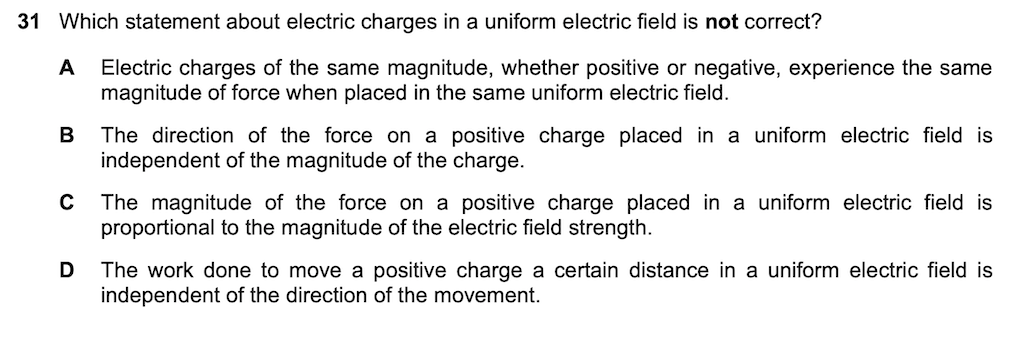 31 Which statement about electric charges in a uniform electric field is not correct?
A Electric charges of the same magnitude, whether positive or negative, experience the same
magnitude of force when placed in the same uniform electric field.
B The direction of the force on a positive charge placed in a uniform electric field is
independent of the magnitude of the charge.
C The magnitude of the force on a positive charge placed in a uniform electric field is
proportional to the magnitude of the electric field strength.
D The work done to move a positive charge a certain distance in a uniform electric field is
independent of the direction of the movement.